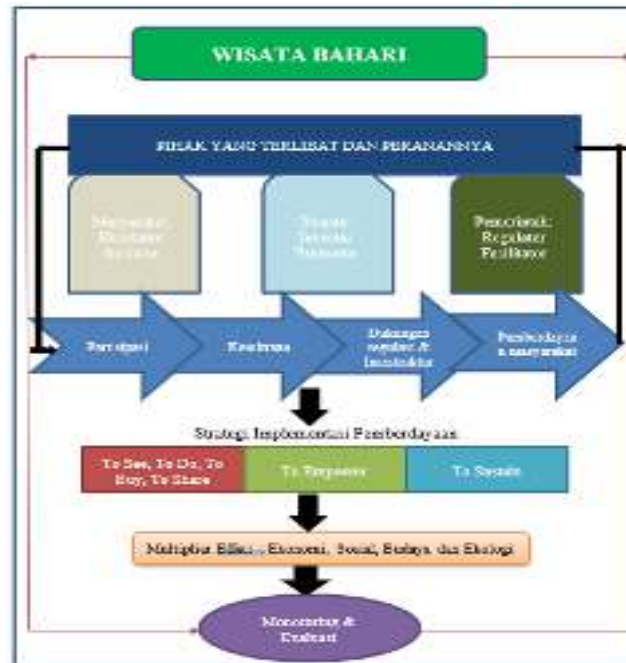 WISATA BAHARI
PIHAK YANG TERLIBAT DAN PERANANNYA
Pemerintah:
Regulator
Fasilitator
Partisipasi
Kemitraan
Dukungan
regulasi &
Pemberdayaa
n masyarakat
Strategi Implementasi Pemberdayaan
To See, To Do, To
Buy, To Share
To Empower
To Sustain
Multiplier Effect Ekonomi, Sosial, Budaya, dan Ekologi
Monotoring &
Evaluasi